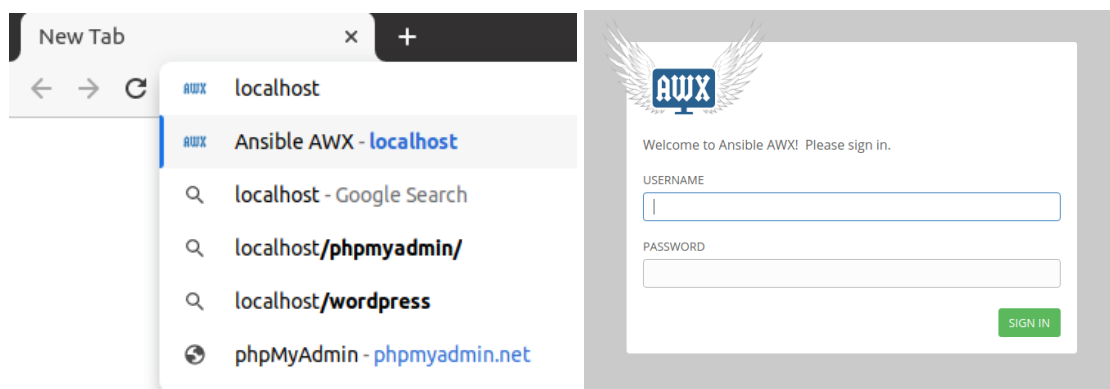 New Tab
AWX localhost
AWX Ansible AWX - localhost
localhost - Google Search
localhost/phpmyadmin/
localhost/wordpress
phpMyAdmin - phpmyadmin.net
AWX
Welcome to Ansible AWX! Please sign in.
USERNAME
PASSWORD
SIGN IN